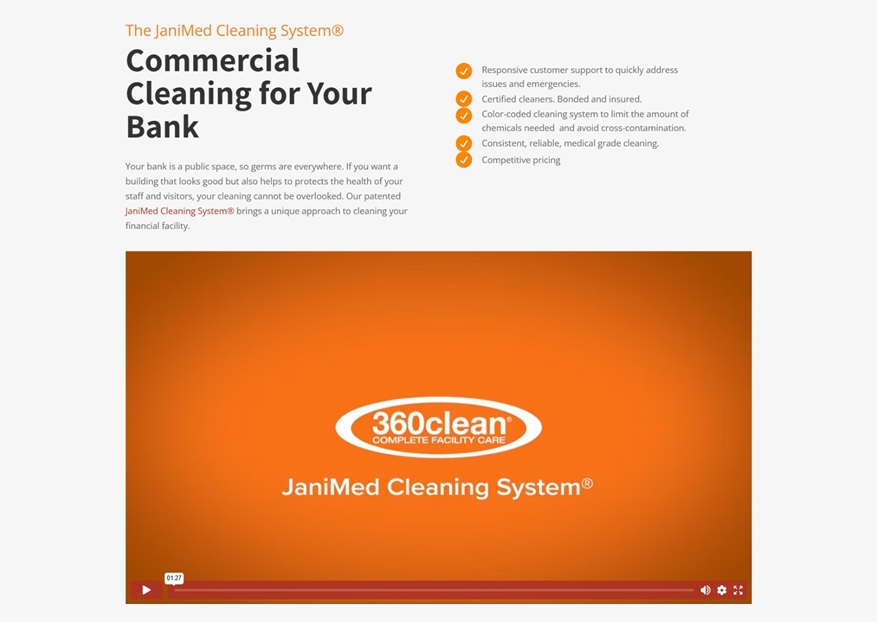 The JaniMed Cleaning System®
Commercial
Cleaning for Your
Bank
Your bank is a public space, so germs are everywhere. If you want a
building that looks good but also helps to protects the health of your
staff and visitors, your cleaning cannot be overlooked. Our patented
JaniMed Cleaning System® brings a unique approach to cleaning your
financial facility.
Responsive customer support to quickly address
issues and emergencies.
Certified cleaners. Bonded and insured.
Color-coded cleaning system to limit the amount of
chemicals needed  and avoid cross-contamination.
Consistent, reliable, medical grade cleaning.
Competitive pricing
360clean®
COMPLETE FACILITY CARE
JaniMed Cleaning System®
01:27